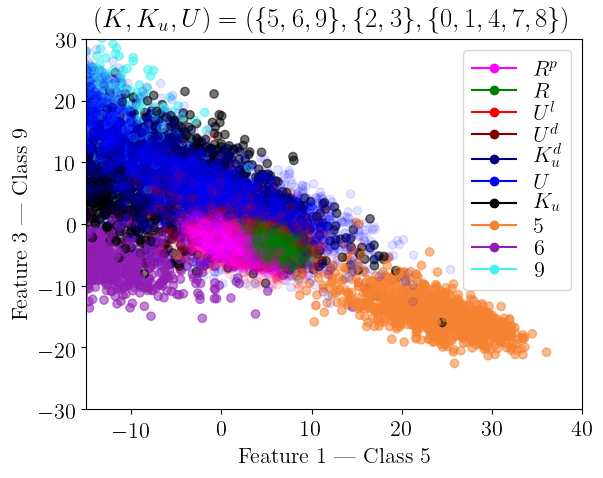 (K, K_u, U) = ({5, 6, 9}, {2, 3}, {0, 1, 4, 7, 8})
30
20
10
0
−10
−20
−30
Feature 3 — Class 9
R^p
R
U^l
U^d
K_u^d
U
K_u
5
6
9
−10
0
10
20
30
40
Feature 1 — Class 5